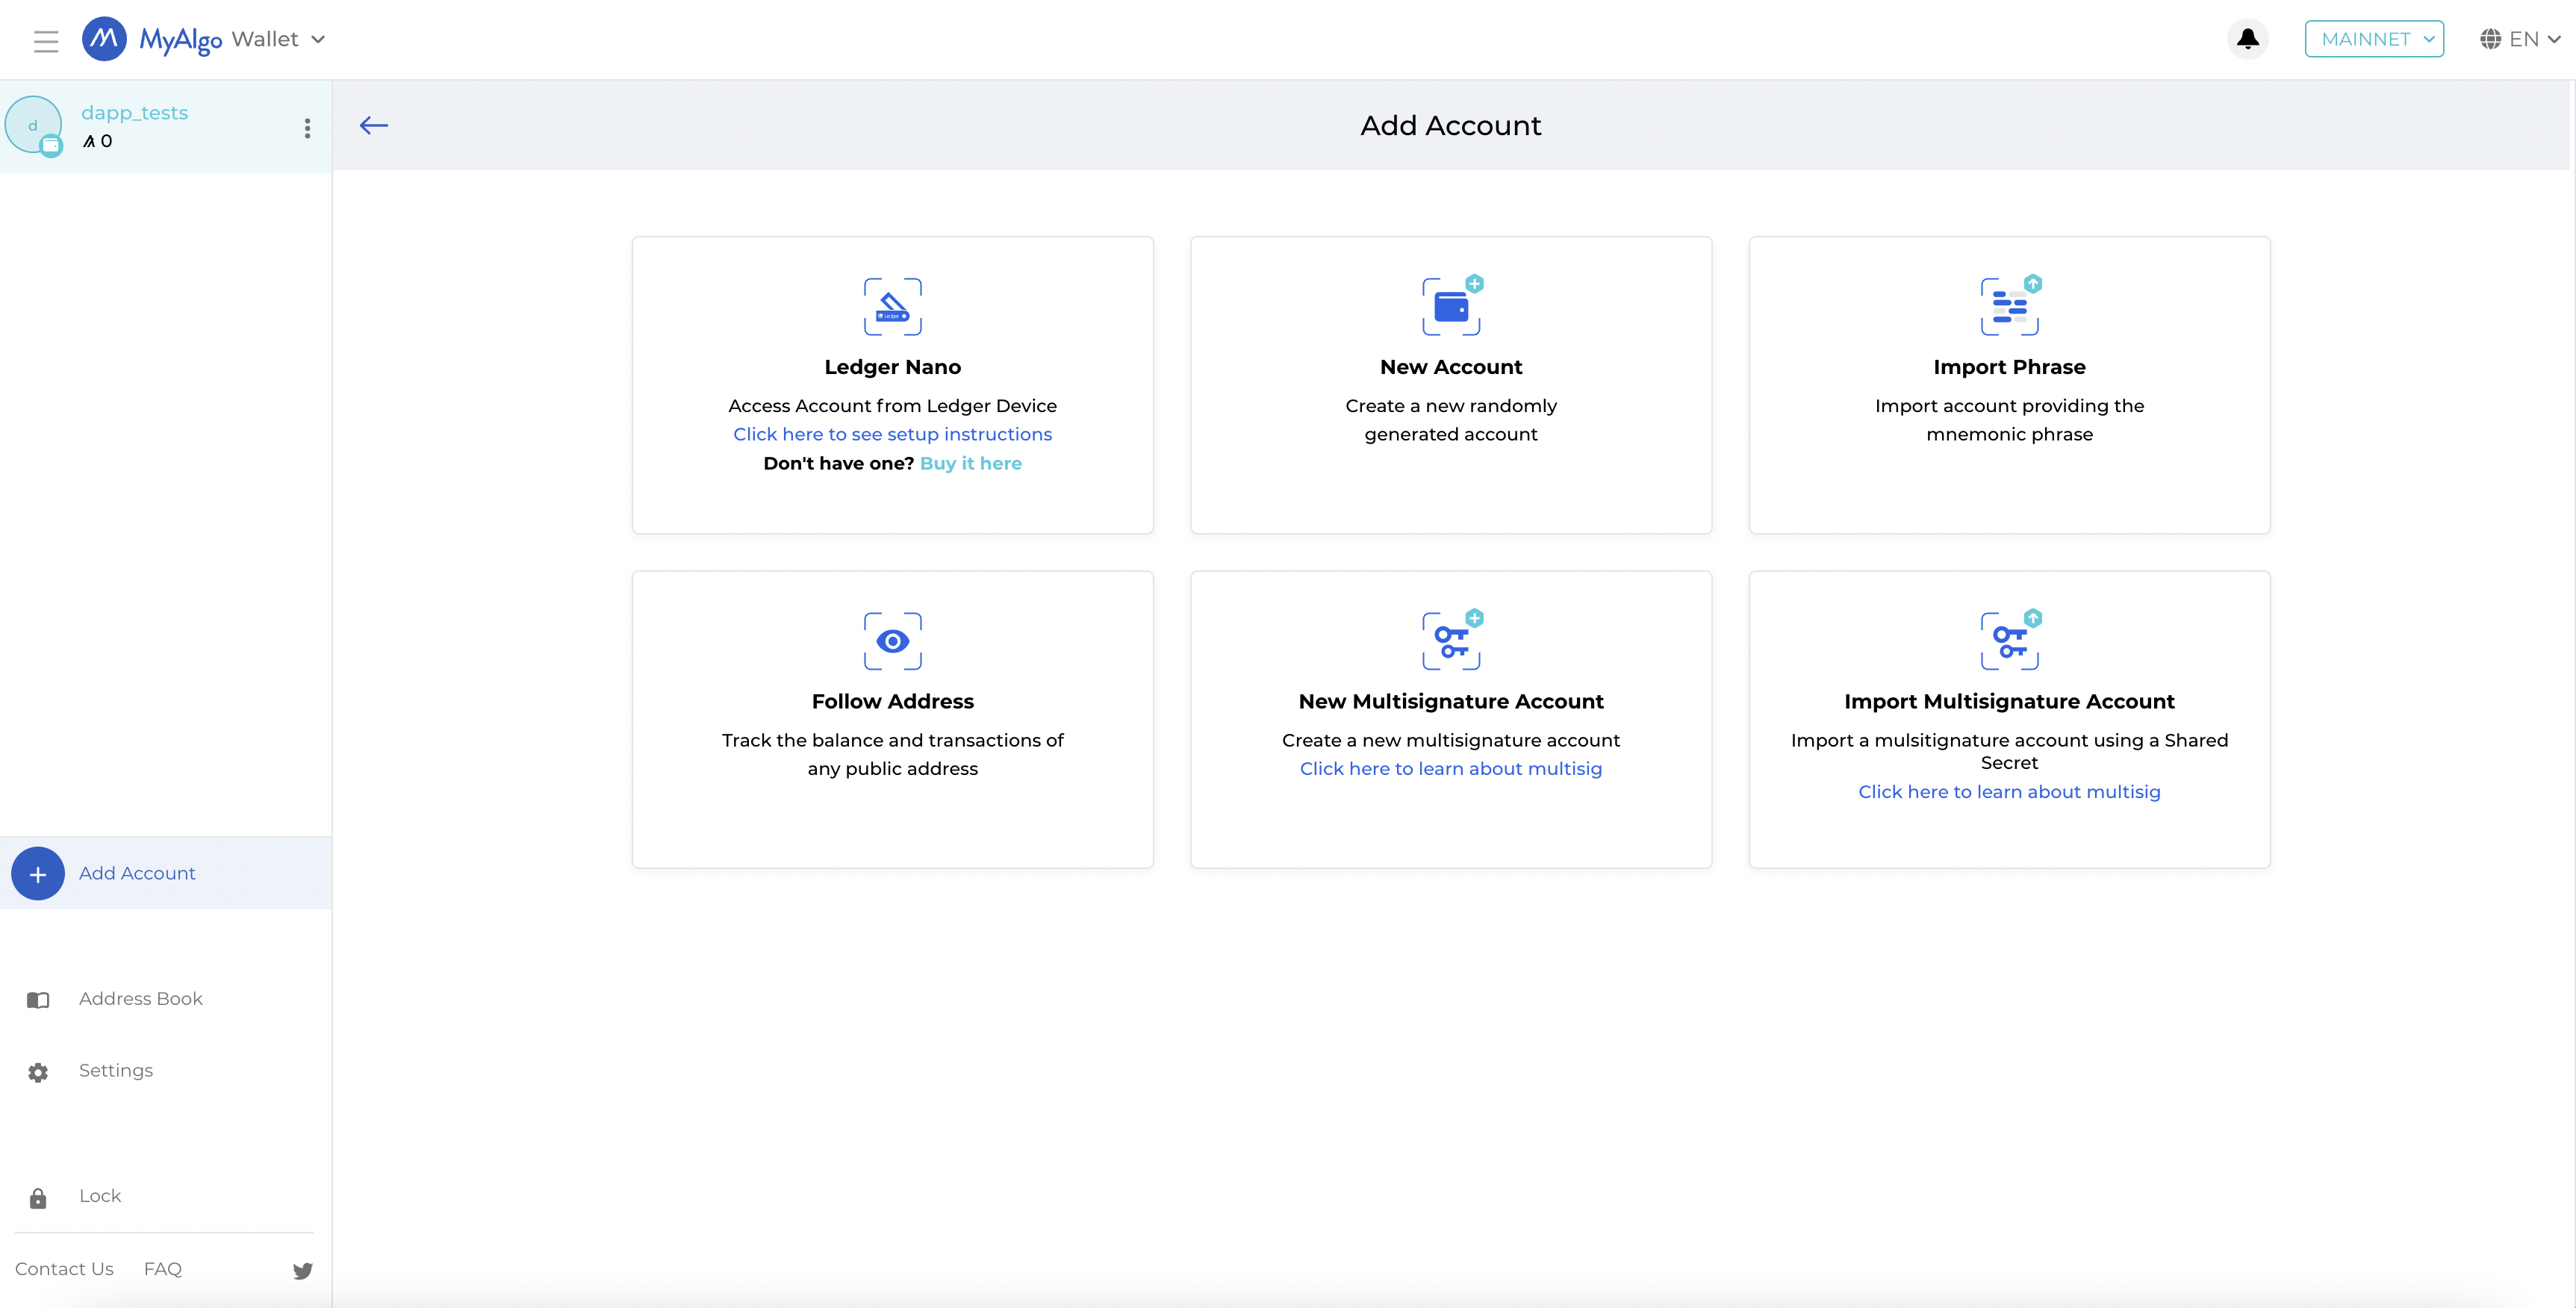 MyAlgo Wallet
MAINNET
EN
d
dapp_tests
0
Add Account
Ledger
Ledger Nano
Access Account from Ledger Device
Click here to see setup instructions
Don't have one? Buy it here
New Account
Create a new randomly
generated account
Import Phrase
Import account providing the
mnemonic phrase
Follow Address
Track the balance and transactions of
any public address
New Multisignature Account
Create a new multisignature account
Click here to learn about multisig
Import Multisignature Account
Import a mulsitignature account using a Shared
Secret
Click here to learn about multisig
Add Account
Address Book
Settings
Lock
Contact Us FAQ